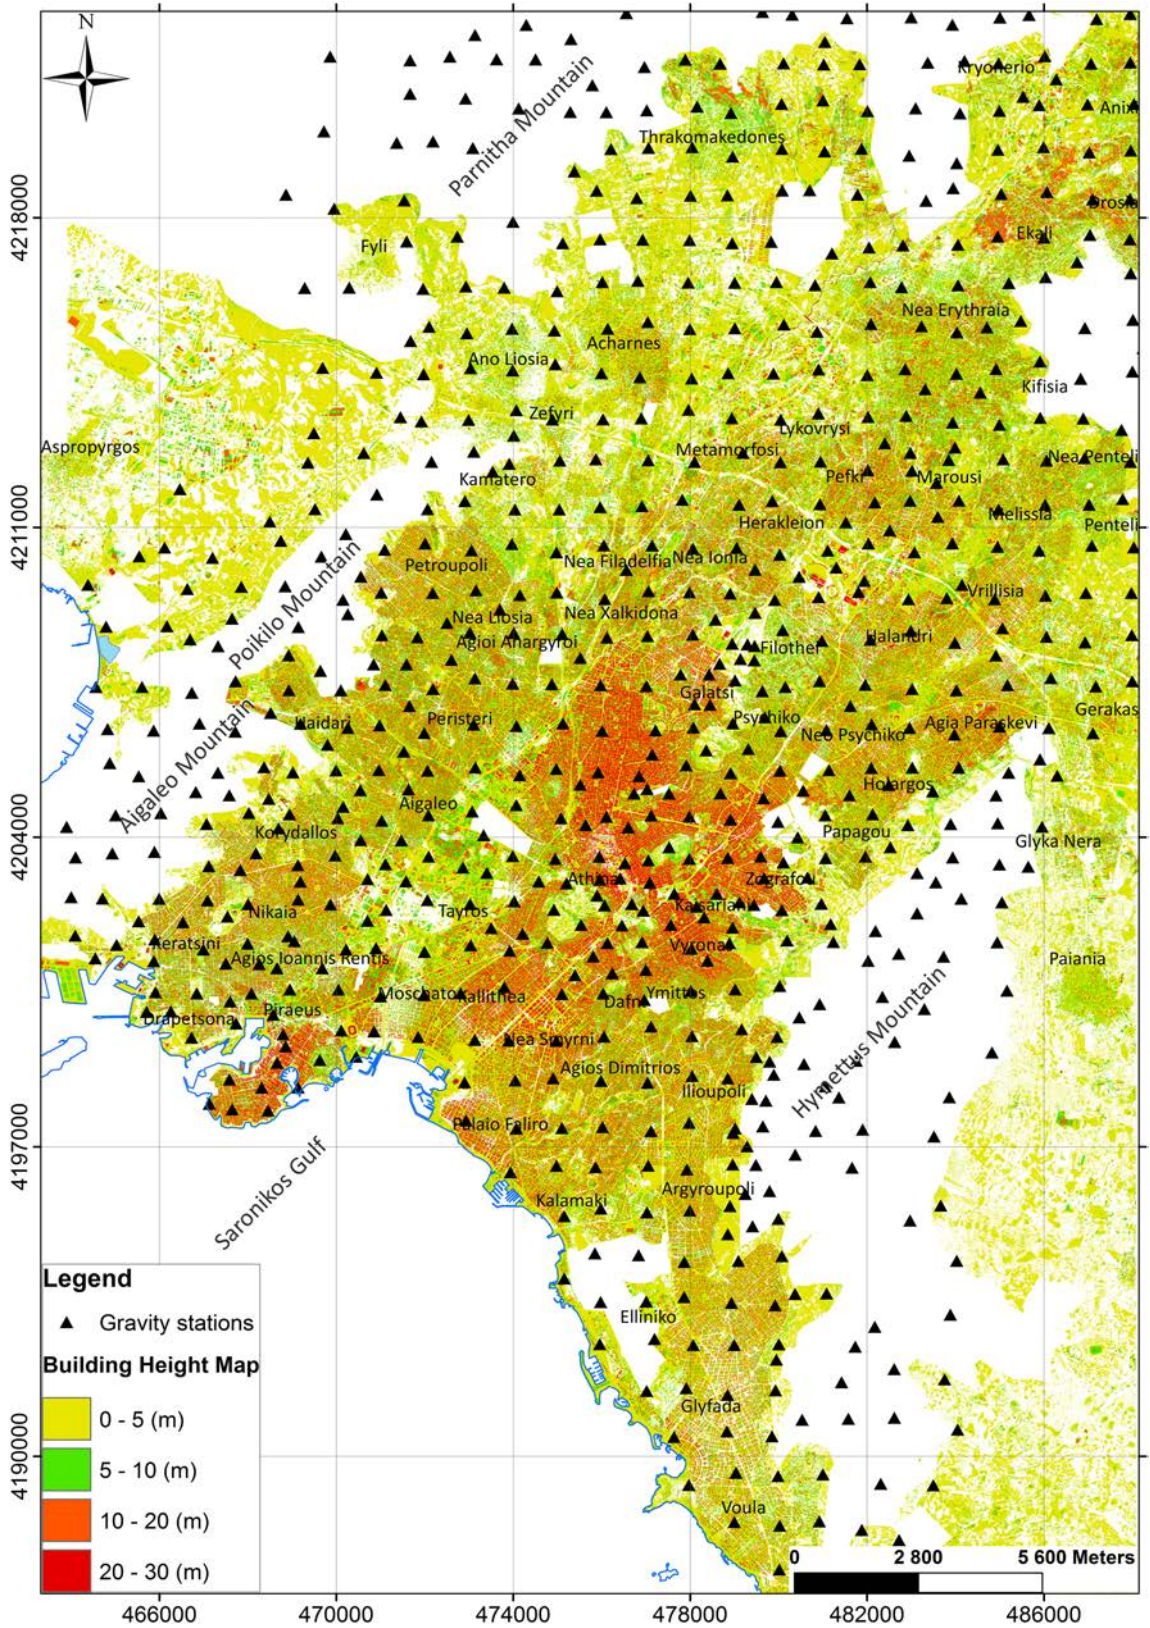 N
Kryonerio
Parnitha Mountain
Anixi
Thrakomakedones
4218000
Drosia
Ekali
Fyli
Nea Erythraia
Acharnes
Ano Liosia
Kifisia
Zefyri
Lykovrysi
Aspropyrgos
Metamorfosi
Nea Penteli
Kamatero
Pefki
Marousi
Melissia
Herakleion
Penteli
4211000
Petroupoli
Nea Filadelfia
Nea Ionia
Poikilo Mountain
Vrillisia
Nea Liosia
Nea Xalkidona
Agioi Anargyroi
Filothei
Halandri
Galatsi
Gerakas
Haidari
Peristeri
Psychiko
Agia Paraskevi
Neo Psychiko
Aigaleo Mountain
Holargos
Aigaleo
4204000
Korydallos
Papagou
Glyka Nera
Athina
Zografou
Nikaia
Tavros
Kaisariani
Keratsini
Vyronas
Agios Ioannis Rentis
Paiania
Moschato
Kallithea
Dafni
Ymittos
Drapetsona
Piraeus
Nea Smyrni
Hymettus Mountain
Agios Dimitrios
Ilioupoli
Palaio Faliro
4197000
Saronikos Gulf
Argyroupoli
Kalamaki
Elliniko
Legend
Gravity stations
Building Height Map
0 - 5 (m)
5 - 10 (m)
10 - 20 (m)
20 - 30 (m)
Glyfada
4190000
Voula
0 2 800 5 600 Meters
466000 470000 474000 478000 482000 486000